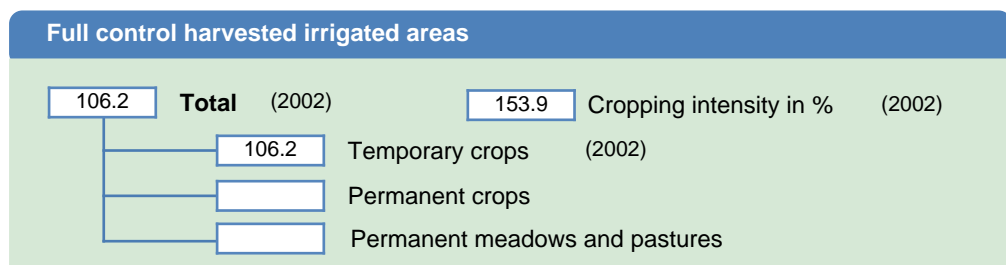 Full control harvested irrigated areas
106.2 Total (2002) 153.9 Cropping intensity in % (2002)
106.2 Temporary crops (2002)
Permanent crops
Permanent meadows and pastures